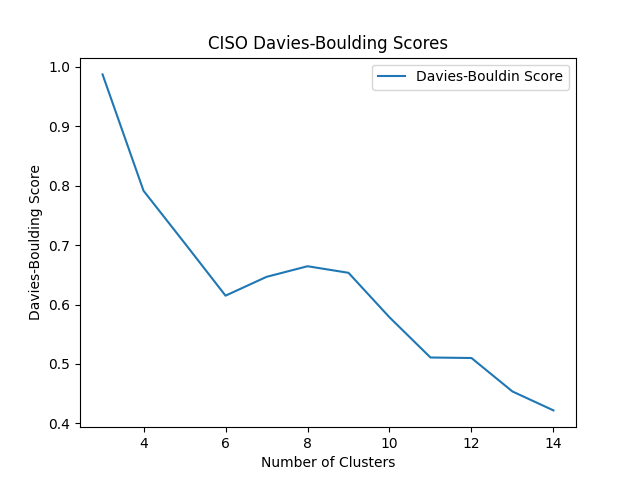 CISO Davies-Boulding Scores
Davies-Bouldin Score
Davies-Boulding Score
1.0
0.9
0.8
0.7
0.6
0.5
0.4
4 6 8 10 12 14
Number of Clusters